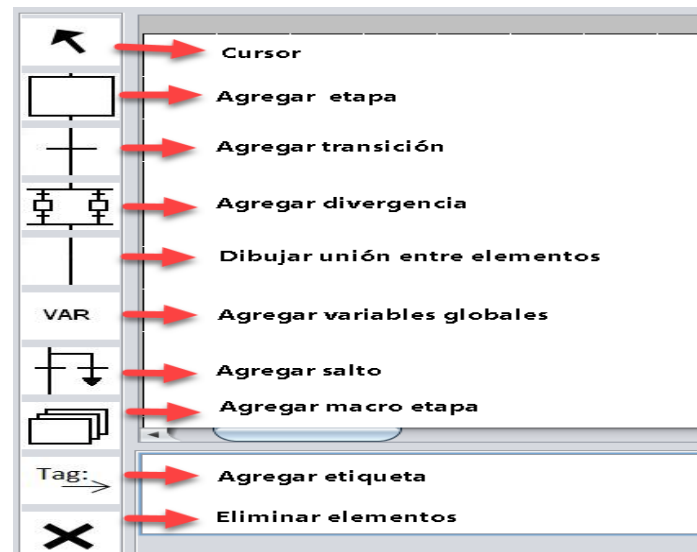 Cursor
Agregar etapa
Agregar transición
Agregar divergencia
Dibujar unión entre elementos
VAR
Agregar variables globales
Agregar salto
Agregar macro etapa
Tag:
Agregar etiqueta
Eliminar elementos